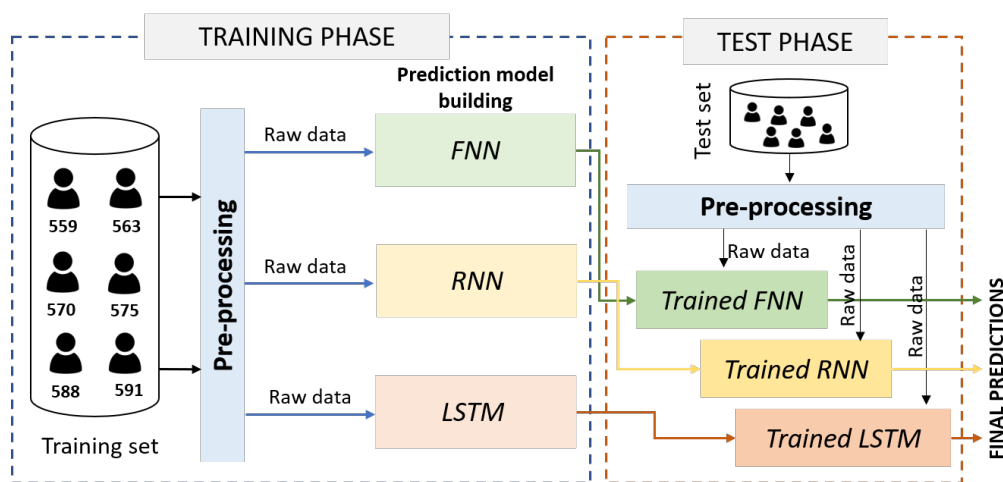 TRAINING PHASE
TEST PHASE
Prediction model
building
Test set
Raw data
FNN
559
563
Pre-processing
Pre-processing
Raw data
570
575
Raw data
RNN
Trained FNN
Raw data
Raw data
588
591
Trained RNN
Raw data
LSTM
Trained LSTM
Training set
FINAL PREDICTIONS